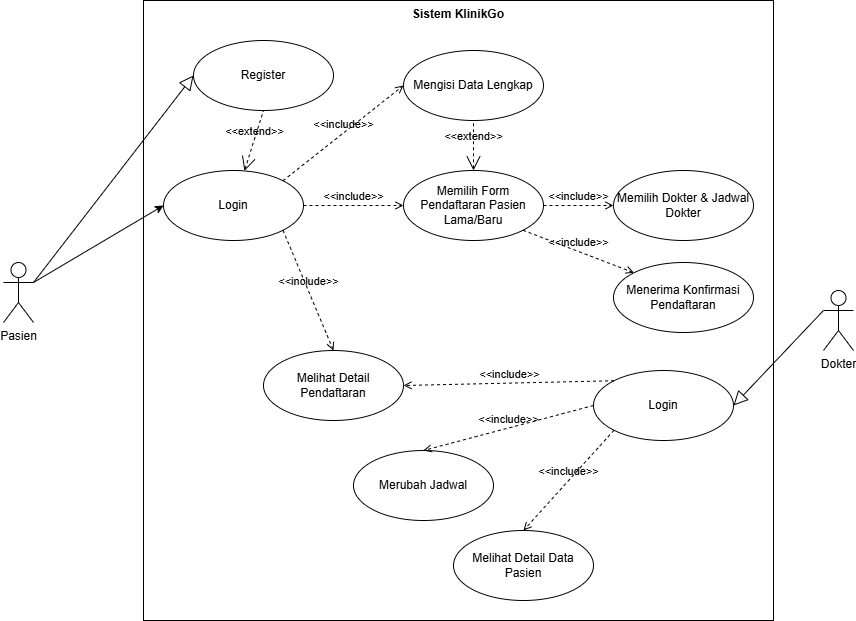 Sistem KlinikGo
Register
Mengisi Data Lengkap
<<include>>
<<extend>>
<<extend>>
Login
<<include>>
Memilih Form
Pendaftaran Pasien
Lama/Baru
<<include>>
Memilih Dokter & Jadwal
Dokter
<<include>>
<<include>>
Menerima Konfirmasi
Pendaftaran
Pasien
Dokter
Melihat Detail
Pendaftaran
<<include>>
Login
<<include>>
<<include>>
Merubah Jadwal
Melihat Detail Data
Pasien